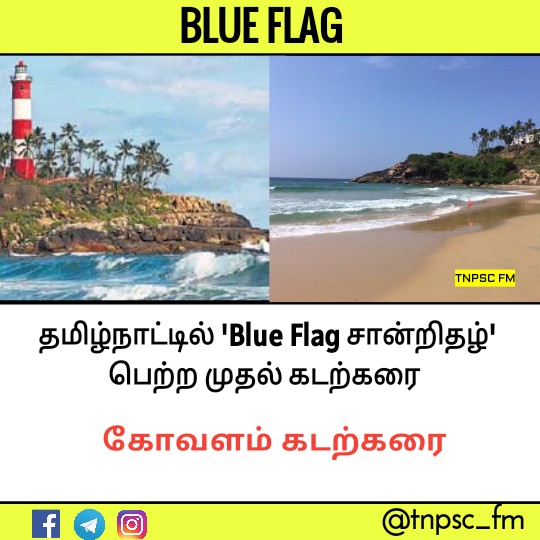 BLUE FLAG
TNPSC FM
தமிழ்நாட்டில் 'Blue Flag சான்றிதழ்'
பெற்ற முதல் கடற்கரை
கோவளம் கடற்கரை
@tnpsc_fm